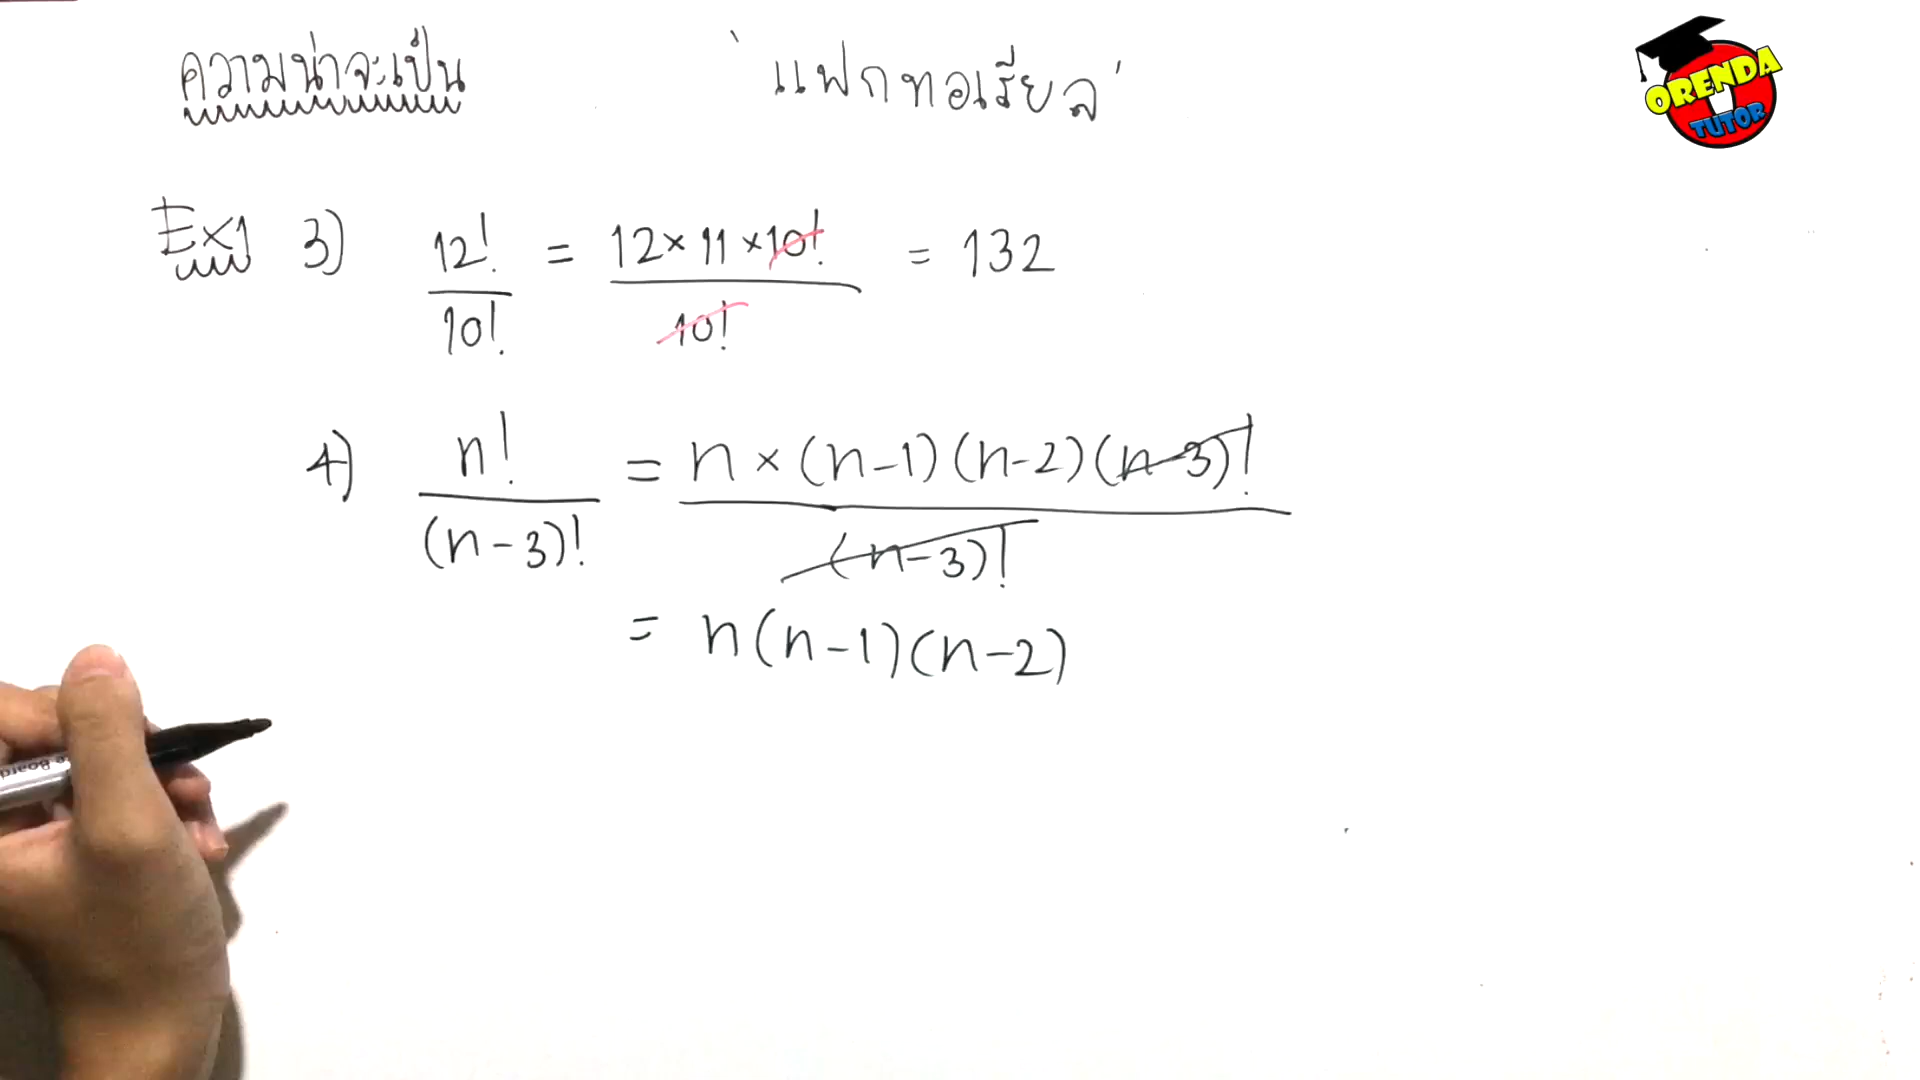 ความน่าจะเป็น 'แฟกทอเรียล'
ORENDA
TUTOR
Ex1 3) 12!/10! = 12×11×10!/10! = 132
4) n!/(n-3)! = n×(n-1)(n-2)(n-3)!/(n-3)!
= n(n-1)(n-2)
Board